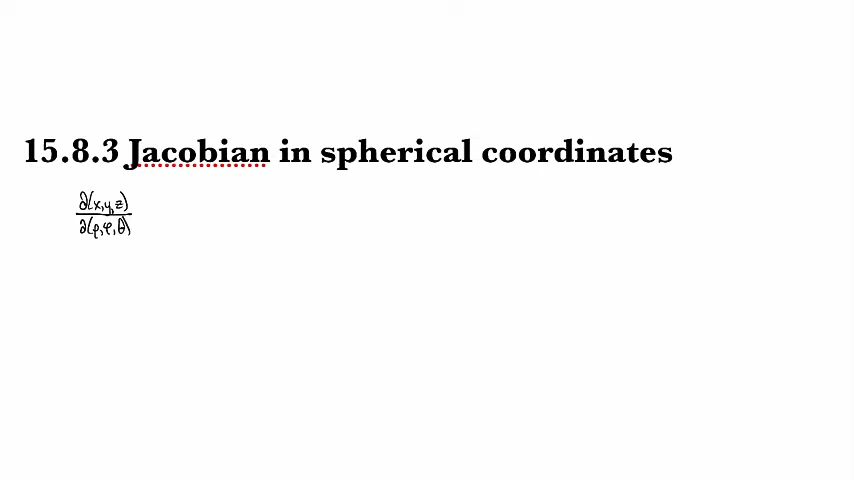 15.8.3 Jacobian in spherical coordinates
∂(x,y,z)
∂(ρ,φ,θ)